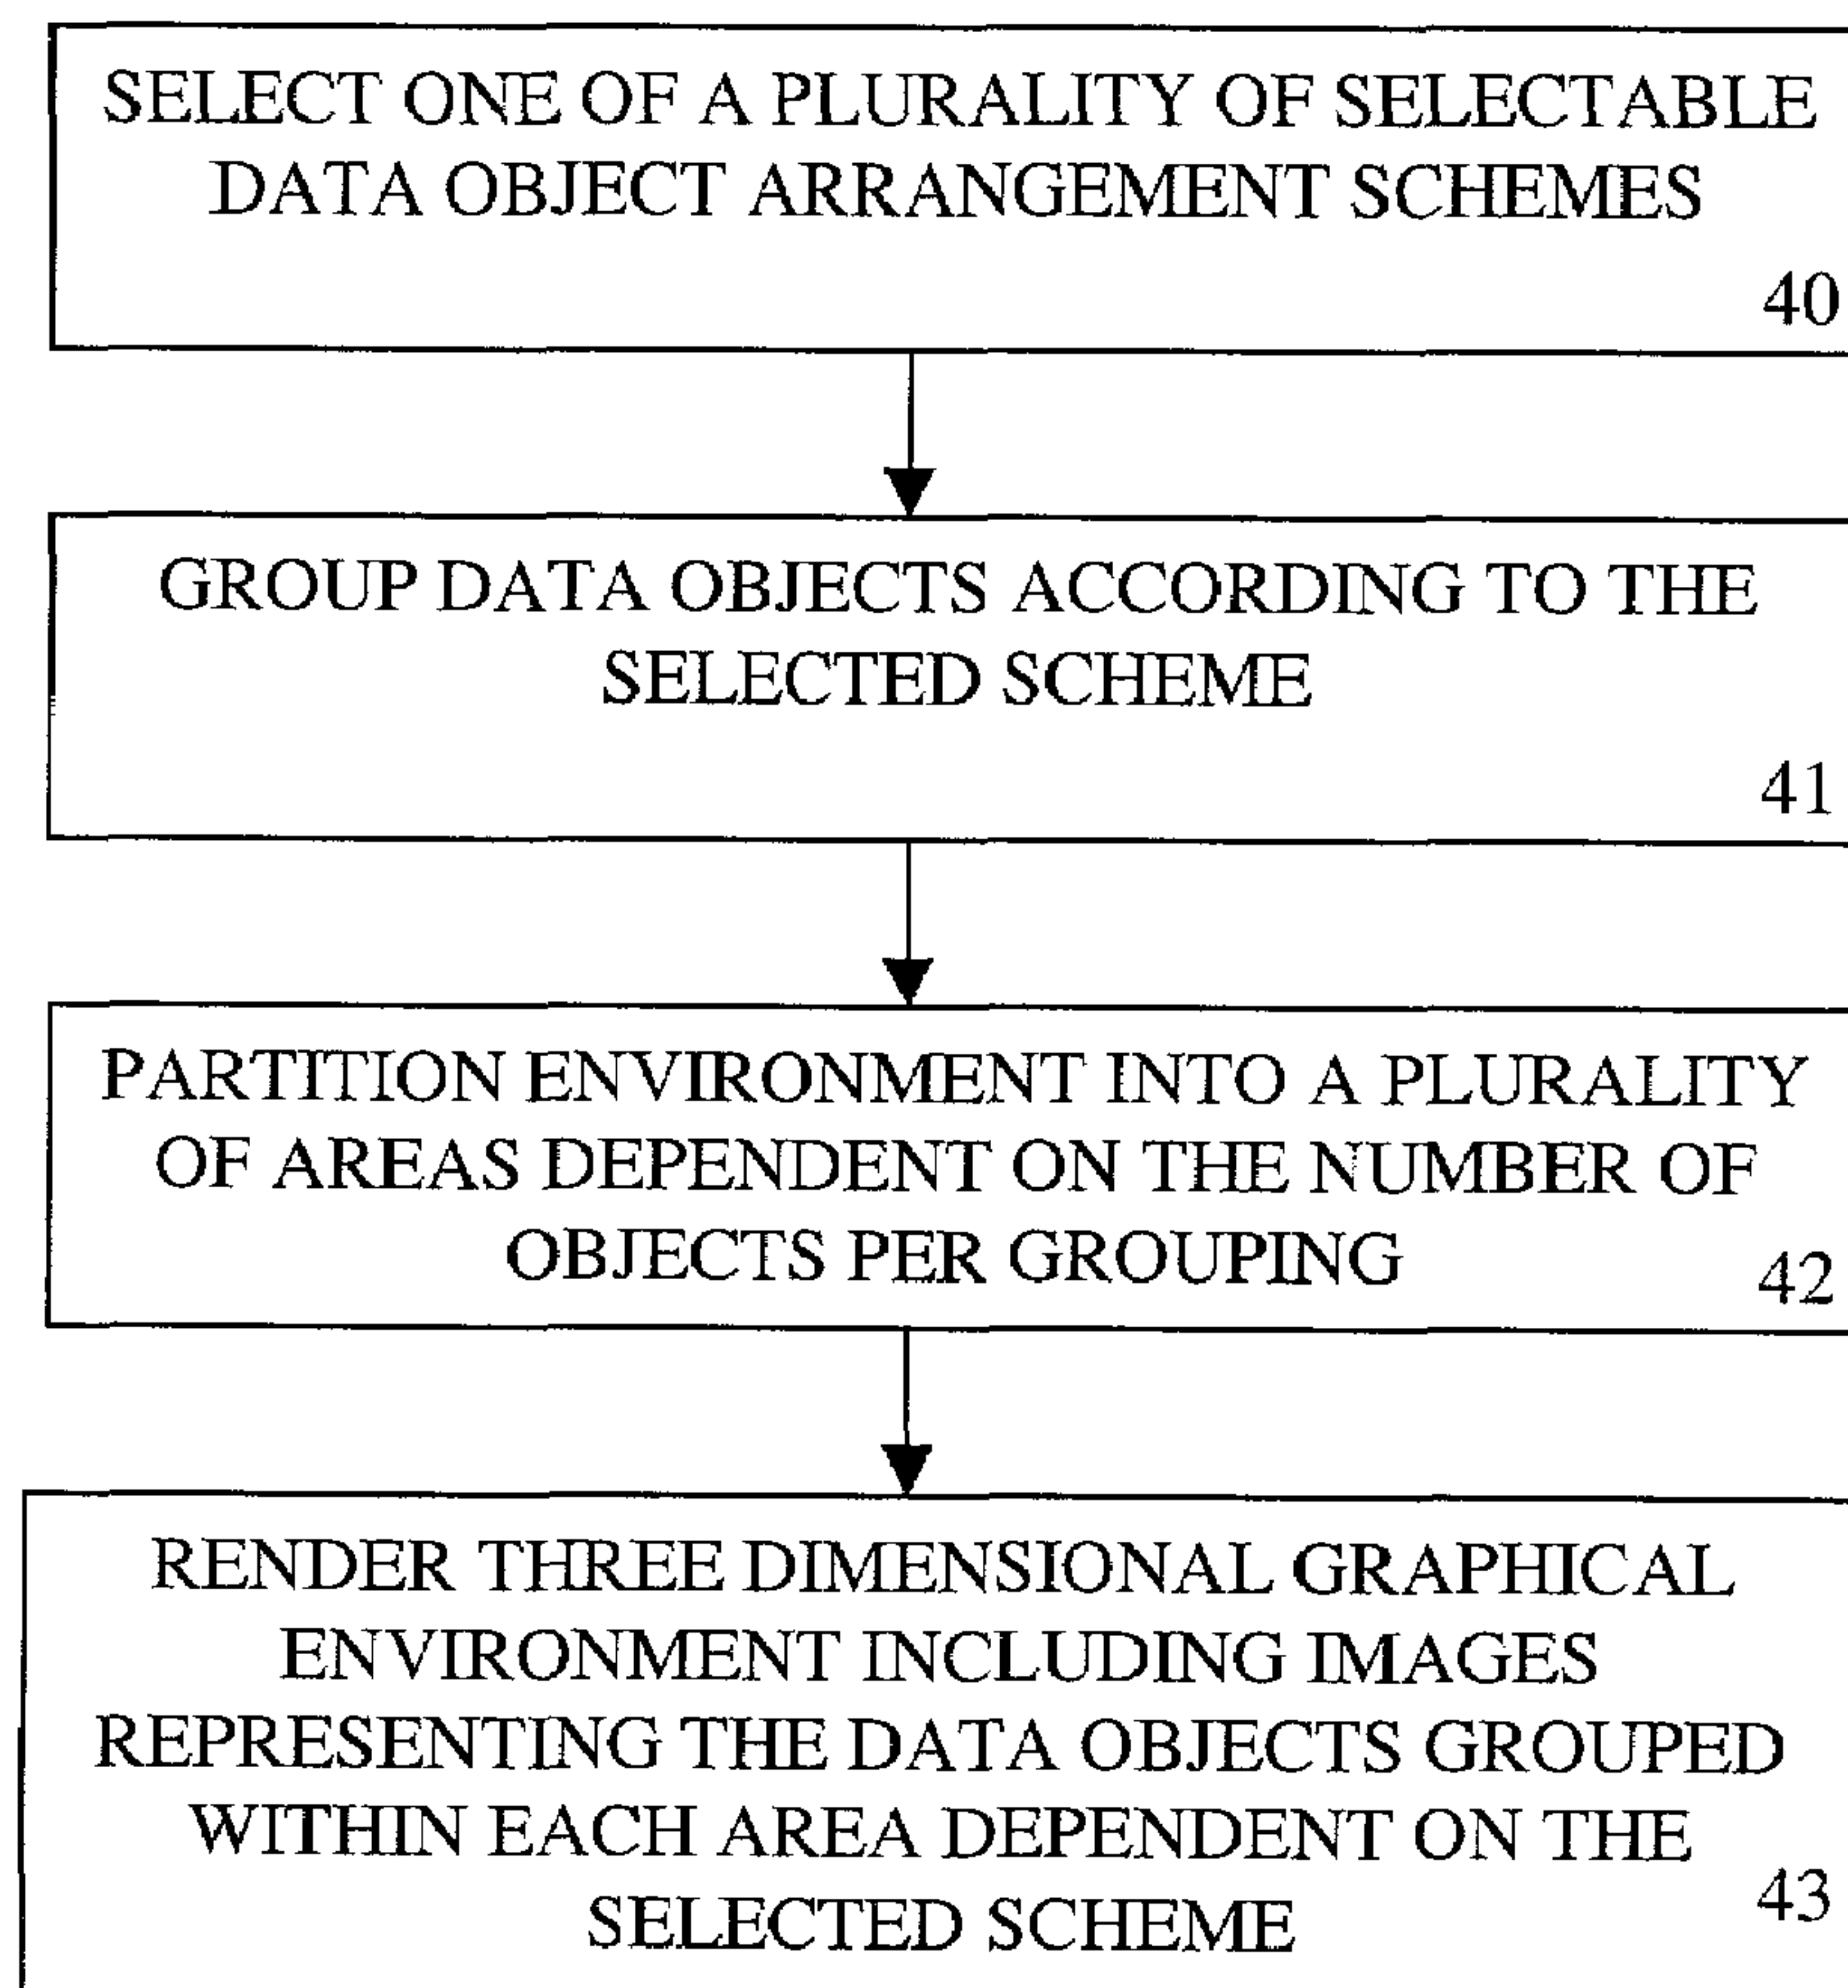 SELECT ONE OF A PLURALITY OF SELECTABLE
DATA OBJECT ARRANGEMENT SCHEMES
40
GROUP DATA OBJECTS ACCORDING TO THE
SELECTED SCHEME
41
PARTITION ENVIRONMENT INTO A PLURALITY
OF AREAS DEPENDENT ON THE NUMBER OF
OBJECTS PER GROUPING
42
RENDER THREE DIMENSIONAL GRAPHICAL
ENVIRONMENT INCLUDING IMAGES
REPRESENTING THE DATA OBJECTS GROUPED
WITHIN EACH AREA DEPENDENT ON THE
SELECTED SCHEME
43